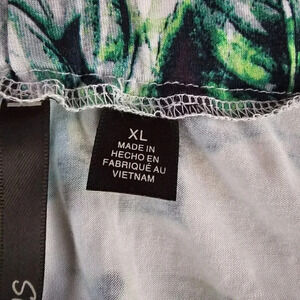 XL
MADE IN
HECHO EN
FABRIQUÉ AU
VIETNAM